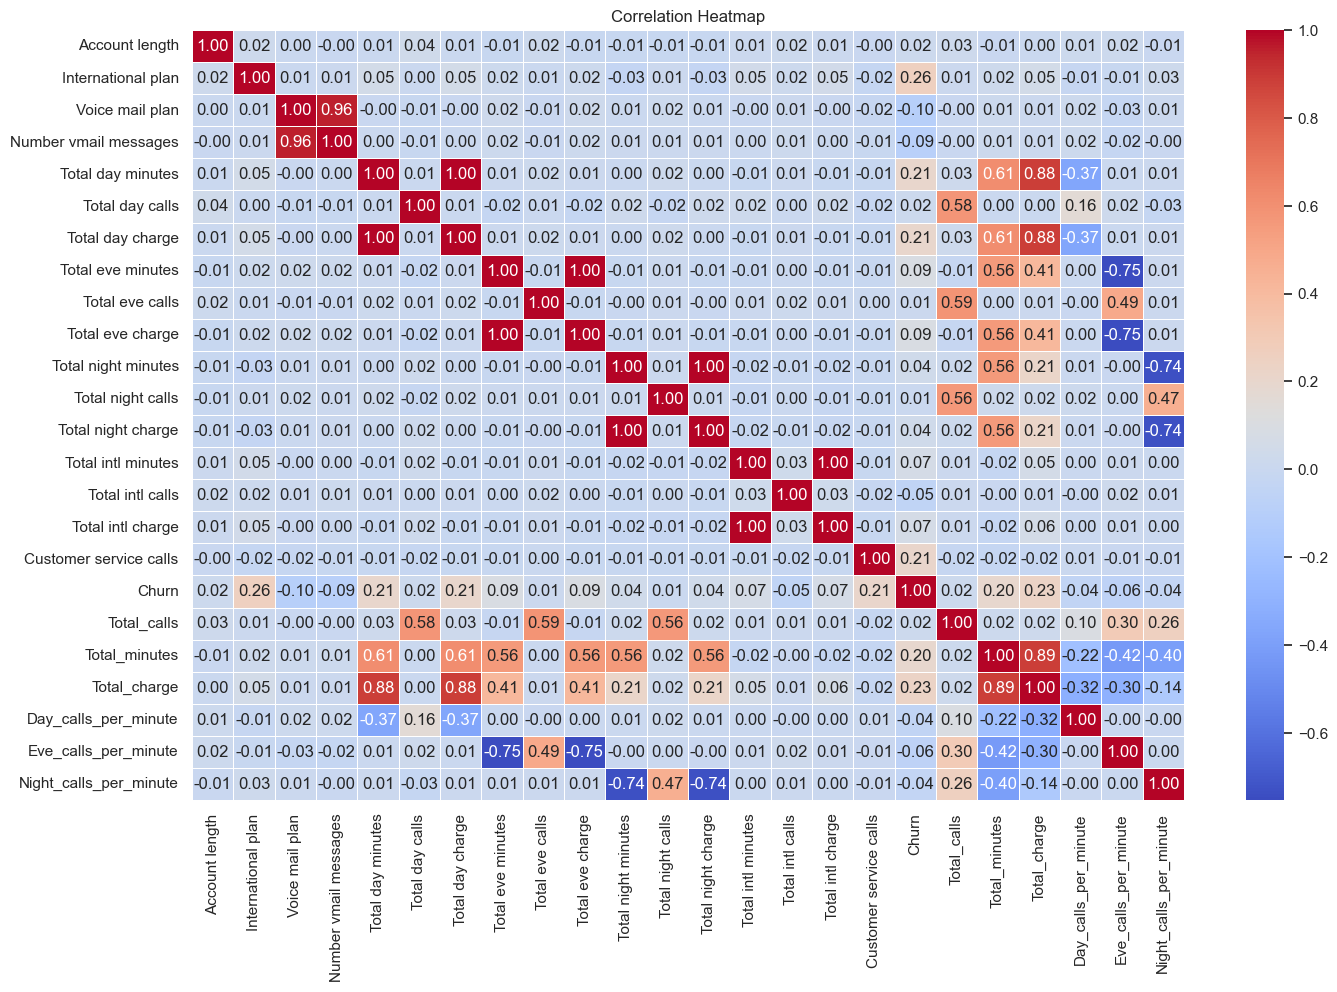 Correlation Heatmap
Account length 1.00 0.02 0.00 -0.00 0.01 0.04 0.01 -0.01 0.02 -0.01 -0.01 -0.01 -0.01 0.01 0.02 0.01 -0.00 0.02 0.03 -0.01 0.00 0.01 0.02 -0.01
International plan 0.02 1.00 0.01 0.01 0.05 0.00 0.05 0.02 0.01 0.02 -0.03 0.01 -0.03 0.05 0.02 0.05 -0.02 0.26 0.01 0.02 0.05 -0.01 -0.01 0.03
Voice mail plan 0.00 0.01 1.00 0.96 -0.00 -0.01 -0.00 0.02 -0.01 0.02 0.01 0.02 0.01 -0.00 0.01 -0.00 -0.02 -0.10 -0.00 0.01 0.01 0.02 -0.03 0.01
Number vmail messages -0.00 0.01 0.96 1.00 0.00 -0.01 0.00 0.02 -0.01 0.02 0.01 0.01 0.01 0.00 0.01 0.00 -0.01 -0.09 -0.00 0.01 0.01 0.02 -0.02 -0.00
Total day minutes 0.01 0.05 -0.00 0.00 1.00 0.01 1.00 0.01 0.02 0.01 0.00 0.02 0.00 -0.01 0.01 -0.01 -0.01 0.21 0.03 0.61 0.88 -0.37 0.01 0.01
Total day calls 0.04 0.00 -0.01 -0.01 0.01 1.00 0.01 -0.02 0.01 -0.02 0.02 -0.02 0.02 0.02 0.00 0.02 -0.02 0.02 0.58 0.00 0.00 0.16 0.02 -0.03
Total day charge 0.01 0.05 -0.00 0.00 1.00 0.01 1.00 0.01 0.02 0.01 0.00 0.02 0.00 -0.01 0.01 -0.01 -0.01 0.21 0.03 0.61 0.88 -0.37 0.01 0.01
Total eve minutes -0.01 0.02 0.02 0.02 0.01 -0.02 0.01 1.00 -0.01 1.00 -0.01 0.01 -0.01 -0.01 0.00 -0.01 -0.01 0.09 -0.01 0.56 0.41 0.00 -0.75 0.01
Total eve calls 0.02 0.01 -0.01 -0.01 0.02 0.01 0.02 -0.01 1.00 -0.01 -0.00 0.01 -0.00 0.01 0.02 0.01 0.00 0.01 0.59 0.00 0.01 -0.00 0.49 0.01
Total eve charge -0.01 0.02 0.02 0.02 0.01 -0.02 0.01 1.00 -0.01 1.00 -0.01 0.01 -0.01 -0.01 0.00 -0.01 -0.01 0.09 -0.01 0.56 0.41 0.00 -0.75 0.01
Total night minutes -0.01 -0.03 0.01 0.01 0.00 0.02 0.00 -0.01 -0.00 -0.01 1.00 0.01 1.00 -0.02 -0.01 -0.02 -0.01 0.04 0.02 0.56 0.21 0.01 -0.00 -0.74
Total night calls -0.01 0.01 0.02 0.01 0.02 -0.02 0.02 0.01 0.01 0.01 0.01 1.00 0.01 -0.01 0.00 -0.01 -0.01 0.01 0.56 0.02 0.02 0.02 0.00 0.47
Total night charge -0.01 -0.03 0.01 0.01 0.00 0.02 0.00 -0.01 -0.00 -0.01 1.00 0.01 1.00 -0.02 -0.01 -0.02 -0.01 0.04 0.02 0.56 0.21 0.01 -0.00 -0.74
Total intl minutes 0.01 0.05 -0.00 0.00 -0.01 0.02 -0.01 -0.01 0.01 -0.01 -0.02 -0.01 -0.02 1.00 0.03 1.00 -0.01 0.07 0.01 -0.02 0.05 0.00 0.01 0.00
Total intl calls 0.02 0.02 0.01 0.01 0.01 0.00 0.01 0.00 0.02 0.00 -0.01 0.00 -0.01 0.03 1.00 0.03 -0.02 -0.05 0.01 -0.00 0.01 -0.00 0.02 0.01
Total intl charge 0.01 0.05 -0.00 0.00 -0.01 0.02 -0.01 -0.01 0.01 -0.01 -0.02 -0.01 -0.02 1.00 0.03 1.00 -0.01 0.07 0.01 -0.02 0.06 0.00 0.01 0.00
Customer service calls -0.00 -0.02 -0.02 -0.01 -0.01 -0.02 -0.01 -0.01 0.00 -0.01 -0.01 -0.01 -0.01 -0.01 -0.02 -0.01 1.00 0.21 -0.02 -0.02 -0.02 0.01 -0.01 -0.01
Churn 0.02 0.26 -0.10 -0.09 0.21 0.02 0.21 0.09 0.01 0.09 0.04 0.01 0.04 0.07 -0.05 0.07 0.21 1.00 0.02 0.20 0.23 -0.04 -0.06 -0.04
Total_calls 0.03 0.01 -0.00 -0.00 0.03 0.58 0.03 -0.01 0.59 -0.01 0.02 0.56 0.02 0.01 0.01 0.01 -0.02 0.02 1.00 0.02 0.02 0.10 0.30 0.26
Total_minutes -0.01 0.02 0.01 0.01 0.61 0.00 0.61 0.56 0.00 0.56 0.56 0.02 0.56 -0.02 -0.00 -0.02 -0.02 0.20 0.02 1.00 0.89 -0.22 -0.42 -0.40
Total_charge 0.00 0.05 0.01 0.01 0.88 0.00 0.88 0.41 0.01 0.41 0.21 0.02 0.21 0.05 0.01 0.06 -0.02 0.23 0.02 0.89 1.00 -0.32 -0.30 -0.14
Day_calls_per_minute 0.01 -0.01 0.02 0.02 -0.37 0.16 -0.37 0.00 -0.00 0.00 0.01 0.02 0.01 0.00 -0.00 0.00 0.01 -0.04 0.10 -0.22 -0.32 1.00 -0.00 -0.00
Eve_calls_per_minute 0.02 -0.01 -0.03 -0.02 0.01 0.02 0.01 -0.75 0.49 -0.75 -0.00 0.00 -0.00 0.01 0.02 0.01 -0.01 -0.06 0.30 -0.42 -0.30 -0.00 1.00 0.00
Night_calls_per_minute -0.01 0.03 0.01 -0.00 0.01 -0.03 0.01 0.01 0.01 0.01 -0.74 0.47 -0.74 0.00 0.01 0.00 -0.01 -0.04 0.26 -0.40 -0.14 -0.00 0.00 1.00
Account length
International plan
Voice mail plan
Number vmail messages
Total day minutes
Total day calls
Total day charge
Total eve minutes
Total eve calls
Total eve charge
Total night minutes
Total night calls
Total night charge
Total intl minutes
Total intl calls
Total intl charge
Customer service calls
Churn
Total_calls
Total_minutes
Total_charge
Day_calls_per_minute
Eve_calls_per_minute
Night_calls_per_minute
1.0
0.8
0.6
0.4
0.2
0.0
−0.2
−0.4
−0.6